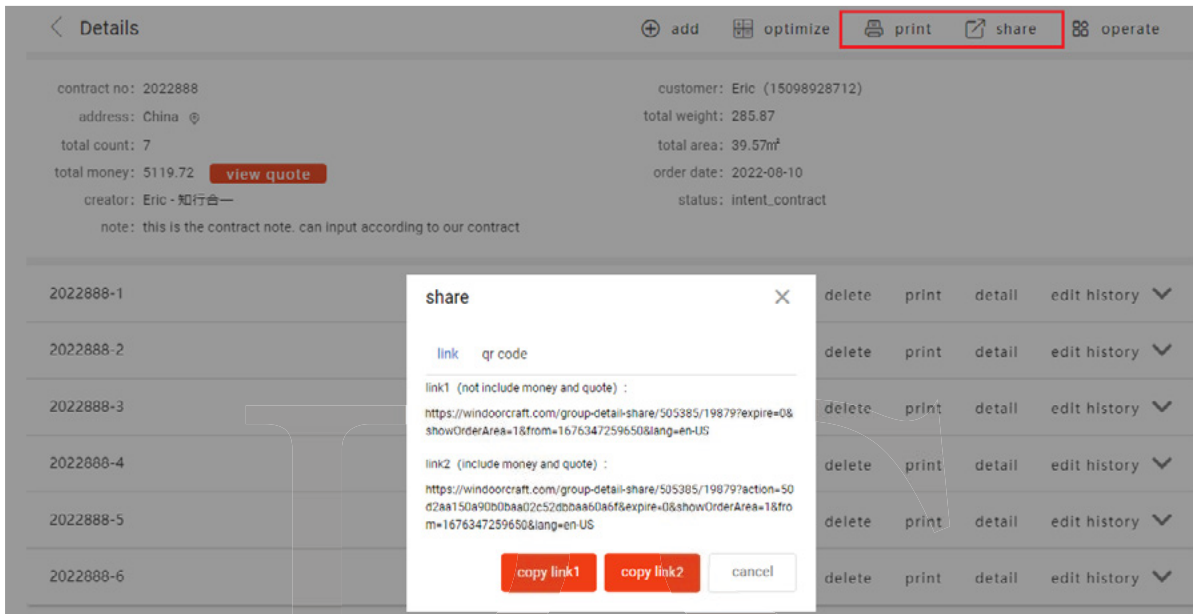 Details
add optimize print share operate
contract no: 2022888 customer: Eric (15098928712)
address: China total weight: 285.87
total count: 7 total area: 39.57m²
total money: 5119.72 view quote order date: 2022-08-10
creator: Eric - 知行合一 status: intent_contract
note: this is the contract note. can input according to our contract
2022888-1 delete print detail edit history
2022888-2 delete print detail edit history
2022888-3 delete print detail edit history
2022888-4 delete print detail edit history
2022888-5 delete print detail edit history
2022888-6 delete print detail edit history
share
link qr code
link1 (not include money and quote) :
https://windoorcraft.com/group-detail-share/505385/19879?expire=0&
showOrderArea=1&from=1676347259650&lang=en-US
link2 (include money and quote) :
https://windoorcraft.com/group-detail-share/505385/19879?action=50
d2aa150a90b0baa02c52dbbaa60a6f&expire=0&showOrderArea=1&fro
m=1676347259650&lang=en-US
copy link1 copy link2 cancel